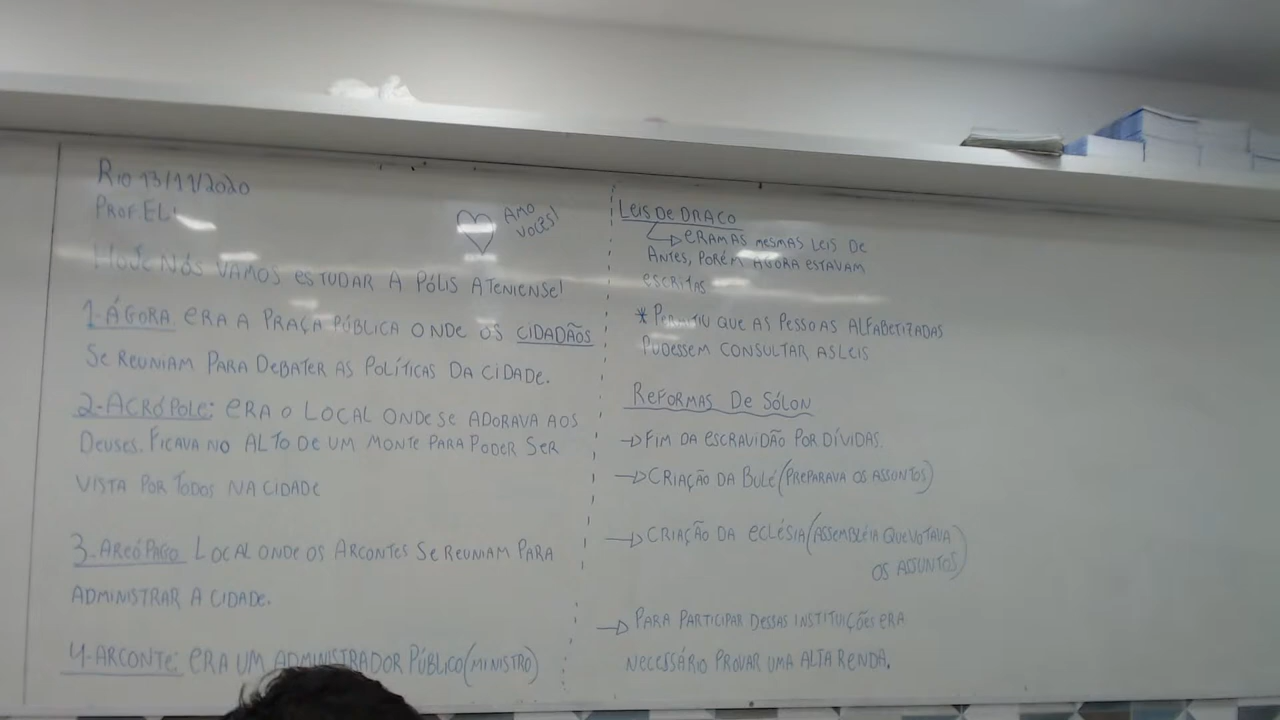 RIO 13/11/2020
PROF ELI
AMO
VOCÊS!
HOJE NÓS VAMOS ESTUDAR A PÓLIS ATENIENSE!
1-ÁGORA ERA A PRAÇA PÚBLICA ONDE OS CIDADÃOS
SE REUNIAM PARA DEBATER AS POLÍTICAS DA CIDADE.
2-ACRÓPOLE: ERA O LOCAL ONDE SE ADORAVA AOS
DEUSES. FICAVA NO ALTO DE UM MONTE PARA PODER SER
VISTA POR TODOS NA CIDADE
3-AREÓPAGO LOCAL ONDE OS ARCONTES SE REUNIAM PARA
ADMINISTRAR A CIDADE.
4-ARCONTE: ERA UM ADMINISTRADOR PÚBLICO (MINISTRO)
LEIS DE DRACO
→ ERAM AS MESMAS LEIS DE
ANTES, PORÉM AGORA ESTAVAM
ESCRITAS
* PERMITIU QUE AS PESSOAS ALFABETIZADAS
PUDESSEM CONSULTAR AS LEIS
REFORMAS DE SÓLON
→ FIM DA ESCRAVIDÃO POR DÍVIDAS.
→ CRIAÇÃO DA BULÉ (PREPARAVA OS ASSUNTOS)
→ CRIAÇÃO DA ECLÉSIA (ASSEMBLÉIA QUE VOTAVA
OS ASSUNTOS)
→ PARA PARTICIPAR DESSAS INSTITUIÇÕES ERA
NECESSÁRIO PROVAR UMA ALTA RENDA.